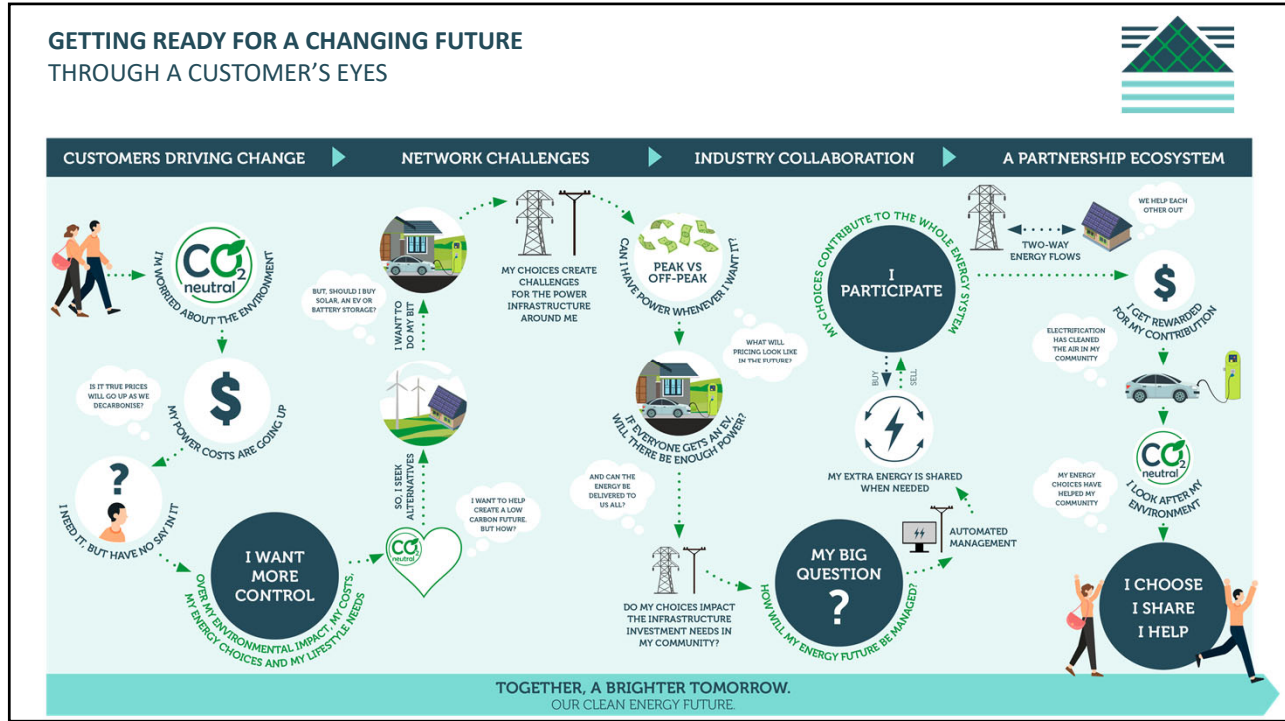 GETTING READY FOR A CHANGING FUTURE
THROUGH A CUSTOMER'S EYES
CUSTOMERS DRIVING CHANGE
NETWORK CHALLENGES
INDUSTRY COLLABORATION
A PARTNERSHIP ECOSYSTEM
CO2
neutral
I'M WORRIED ABOUT THE ENVIRONMENT
$
MY POWER COSTS ARE GOING UP
IS IT TRUE PRICES
WILL GO UP AS WE
DECARBONISE?
?
I NEED IT, BUT HAVE NO SAY IN IT
I WANT
MORE
CONTROL
OVER MY ENVIRONMENTAL IMPACT, MY COSTS,
MY ENERGY CHOICES AND MY LIFESTYLE NEEDS
CO2
neutral
I WANT TO HELP
CREATE A LOW
CARBON FUTURE.
BUT HOW?
SO, I SEEK
ALTERNATIVES
I WANT TO
DO MY BIT
BUT, SHOULD I BUY
SOLAR, AN EV OR
BATTERY STORAGE?
MY CHOICES CREATE
CHALLENGES
FOR THE POWER
INFRASTRUCTURE
AROUND ME
PEAK VS
OFF-PEAK
CAN I HAVE POWER WHENEVER I WANT IT?
WHAT WILL
PRICING LOOK LIKE
IN THE FUTURE?
IF EVERYONE GETS AN EV,
WILL THERE BE ENOUGH POWER?
AND CAN THE
ENERGY BE
DELIVERED TO
US ALL?
DO MY CHOICES IMPACT
THE INFRASTRUCTURE
INVESTMENT NEEDS IN
MY COMMUNITY?
MY BIG
QUESTION
?
HOW WILL MY ENERGY FUTURE BE MANAGED?
AUTOMATED
MANAGEMENT
MY EXTRA ENERGY IS SHARED
WHEN NEEDED
BUY
SELL
I
PARTICIPATE
MY CHOICES CONTRIBUTE TO THE WHOLE ENERGY SYSTEM
TWO-WAY
ENERGY FLOWS
WE HELP EACH
OTHER OUT
$
I GET REWARDED
FOR MY CONTRIBUTION
ELECTRIFICATION
HAS CLEANED
THE AIR IN MY
COMMUNITY
CO2
neutral
I LOOK AFTER MY
ENVIRONMENT
MY ENERGY
CHOICES HAVE
HELPED MY
COMMUNITY
I CHOOSE
I SHARE
I HELP
TOGETHER, A BRIGHTER TOMORROW.
OUR CLEAN ENERGY FUTURE.